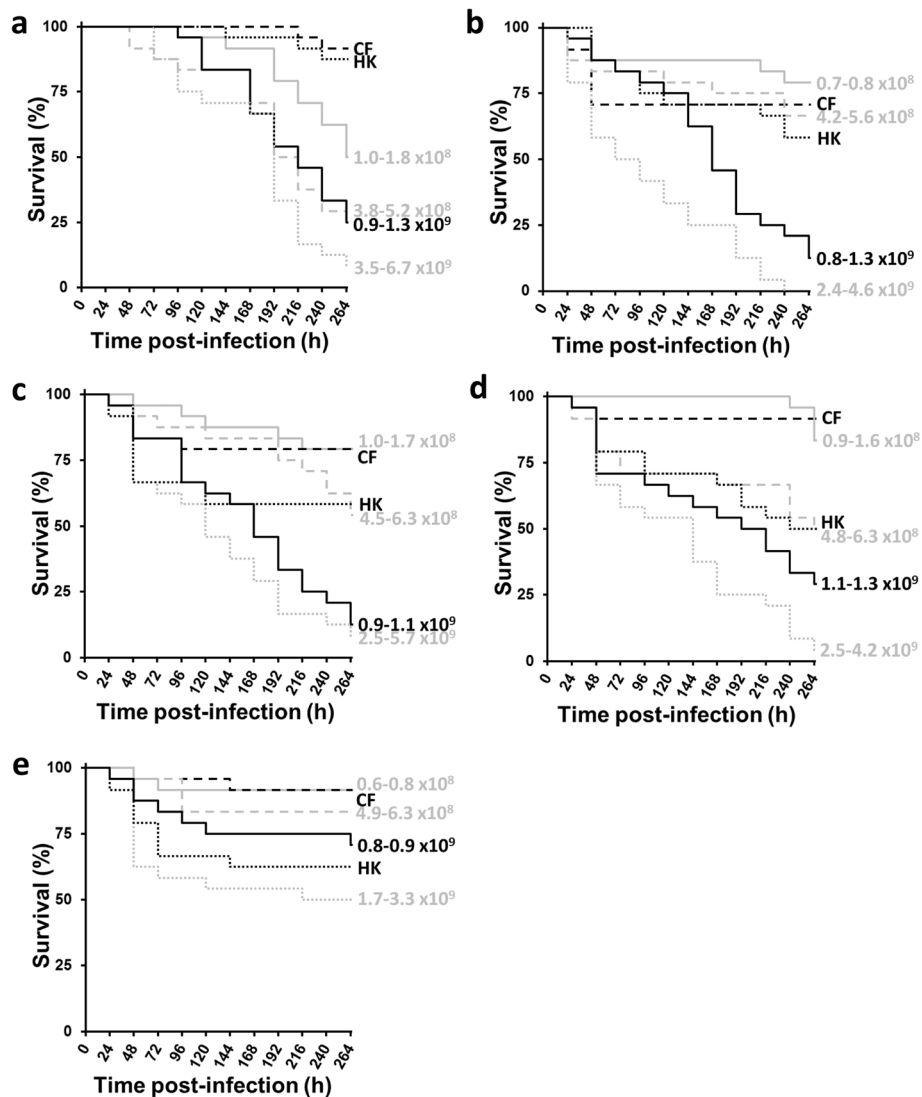 a
100
75
50
25
0
Survival (%)
CF
HK
1.0-1.8 x10⁸
3.8-5.2 x10⁸
0.9-1.3 x10⁹
3.5-6.7 x10⁹
0 24 48 72 96 120 144 168 192 216 240 264
Time post-infection (h)
b
100
75
50
25
0
Survival (%)
0.7-0.8 x10⁸
CF
4.2-5.6 x10⁸
HK
0.8-1.3 x10⁹
2.4-4.6 x10⁹
0 24 48 72 96 120 144 168 192 216 240 264
Time post-infection (h)
c
100
75
50
25
0
Survival (%)
1.0-1.7 x10⁸
CF
HK
4.5-6.3 x10⁸
0.9-1.1 x10⁹
2.5-5.7 x10⁹
0 24 48 72 96 120 144 168 192 216 240 264
Time post-infection (h)
d
100
75
50
25
0
Survival (%)
CF
0.9-1.6 x10⁸
HK
4.8-6.3 x10⁸
1.1-1.3 x10⁹
2.5-4.2 x10⁹
0 24 48 72 96 120 144 168 192 216 240 264
Time post-infection (h)
e
100
75
50
25
0
Survival (%)
0.6-0.8 x10⁸
CF
4.9-6.3 x10⁸
0.8-0.9 x10⁹
HK
1.7-3.3 x10⁹
0 24 48 72 96 120 144 168 192 216 240 264
Time post-infection (h)